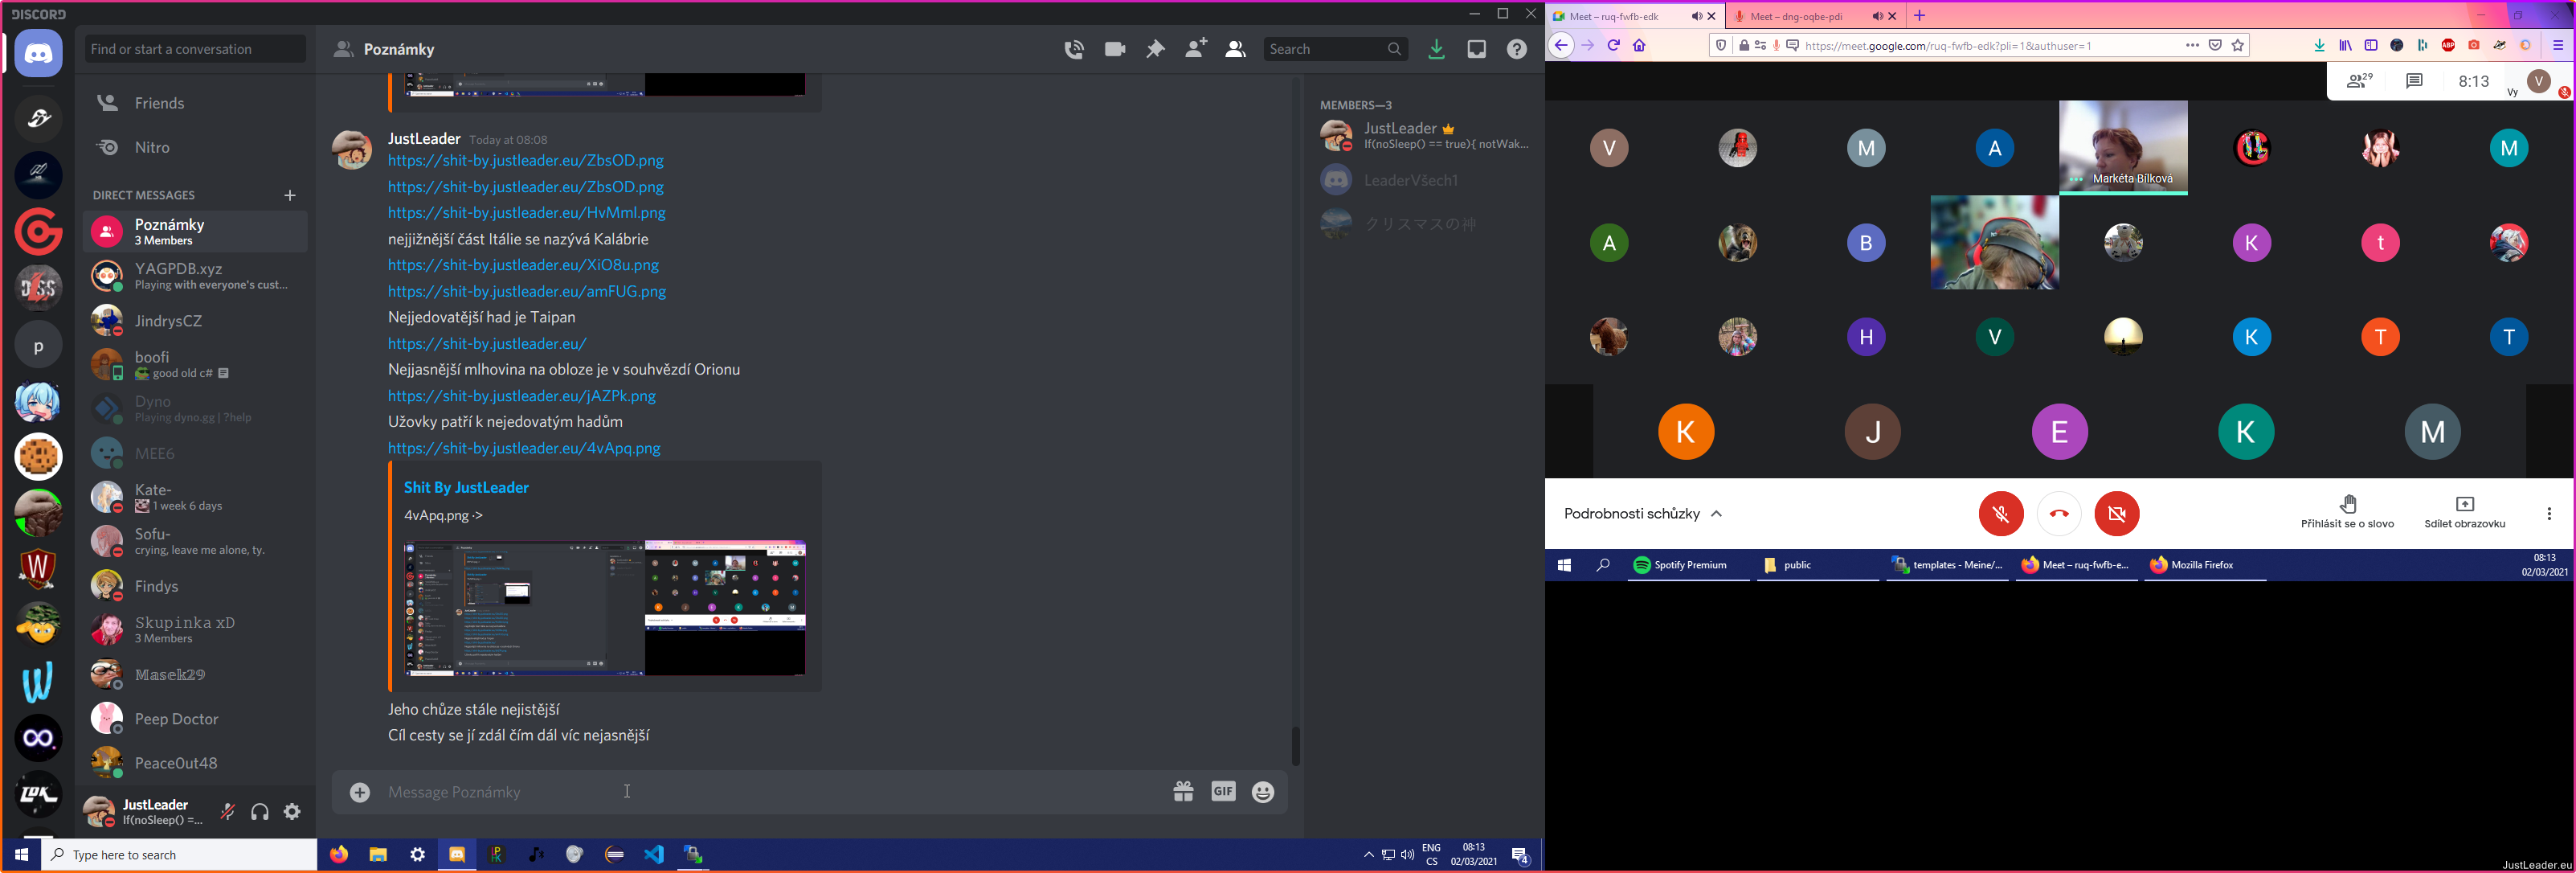 DISCORD
Find or start a conversation
Friends
Nitro
DIRECT MESSAGES
Poznámky
3 Members
YAGPDB.xyz
Playing with everyone's cust...
JindrysCZ
boofi
good old c#
Dyno
Playing dyno.gg | ?help
MEE6
Kate-
1 week 6 days
Sofu-
crying, leave me alone, ty.
Findys
𝚂𝚔𝚞𝚙𝚒𝚗𝚔𝚊 𝚡𝙳
3 Members
𝕄𝕒𝕤𝕖𝕜𝟚𝟡
Peep Doctor
Peace0ut48
JustLeader
If(noSleep() =...
p
Poznámky
Search
JustLeader Today at 08:08
https://shit-by.justleader.eu/ZbsOD.png
https://shit-by.justleader.eu/ZbsOD.png
https://shit-by.justleader.eu/HvMml.png
nejjižnější část Itálie se nazývá Kalábrie
https://shit-by.justleader.eu/XiO8u.png
https://shit-by.justleader.eu/amFUG.png
Nejjedovatější had je Taipan
https://shit-by.justleader.eu/
Nejjasnější mlhovina na obloze je v souhvězdí Orionu
https://shit-by.justleader.eu/jAZPk.png
Užovky patří k nejedovatým hadům
https://shit-by.justleader.eu/4vApq.png
Shit By JustLeader
4vApq.png ->
Jeho chůze stále nejistější
Cíl cesty se jí zdál čím dál víc nejasnější
Message Poznámky
GIF
MEMBERS—3
JustLeader
If(noSleep() == true){ notWak...
LeaderVšech1
クリスマスの神
Type here to search
ENG
CS
08:13
02/03/2021
4
Meet – ruq-fwfb-edk
Meet – dng-oqbe-pdi
https://meet.google.com/ruq-fwfb-edk?pli=1&authuser=1
ABP
29
8:13
Vy
V
V
M
A
Markéta Bílková
M
A
B
K
t
H
V
K
T
T
K
J
E
K
M
Podrobnosti schůzky
Přihlásit se o slovo
Sdílet obrazovku
Spotify Premium
public
templates - Meine/...
Meet – ruq-fwfb-e...
Mozilla Firefox
08:13
02/03/2021
JustLeader.eu